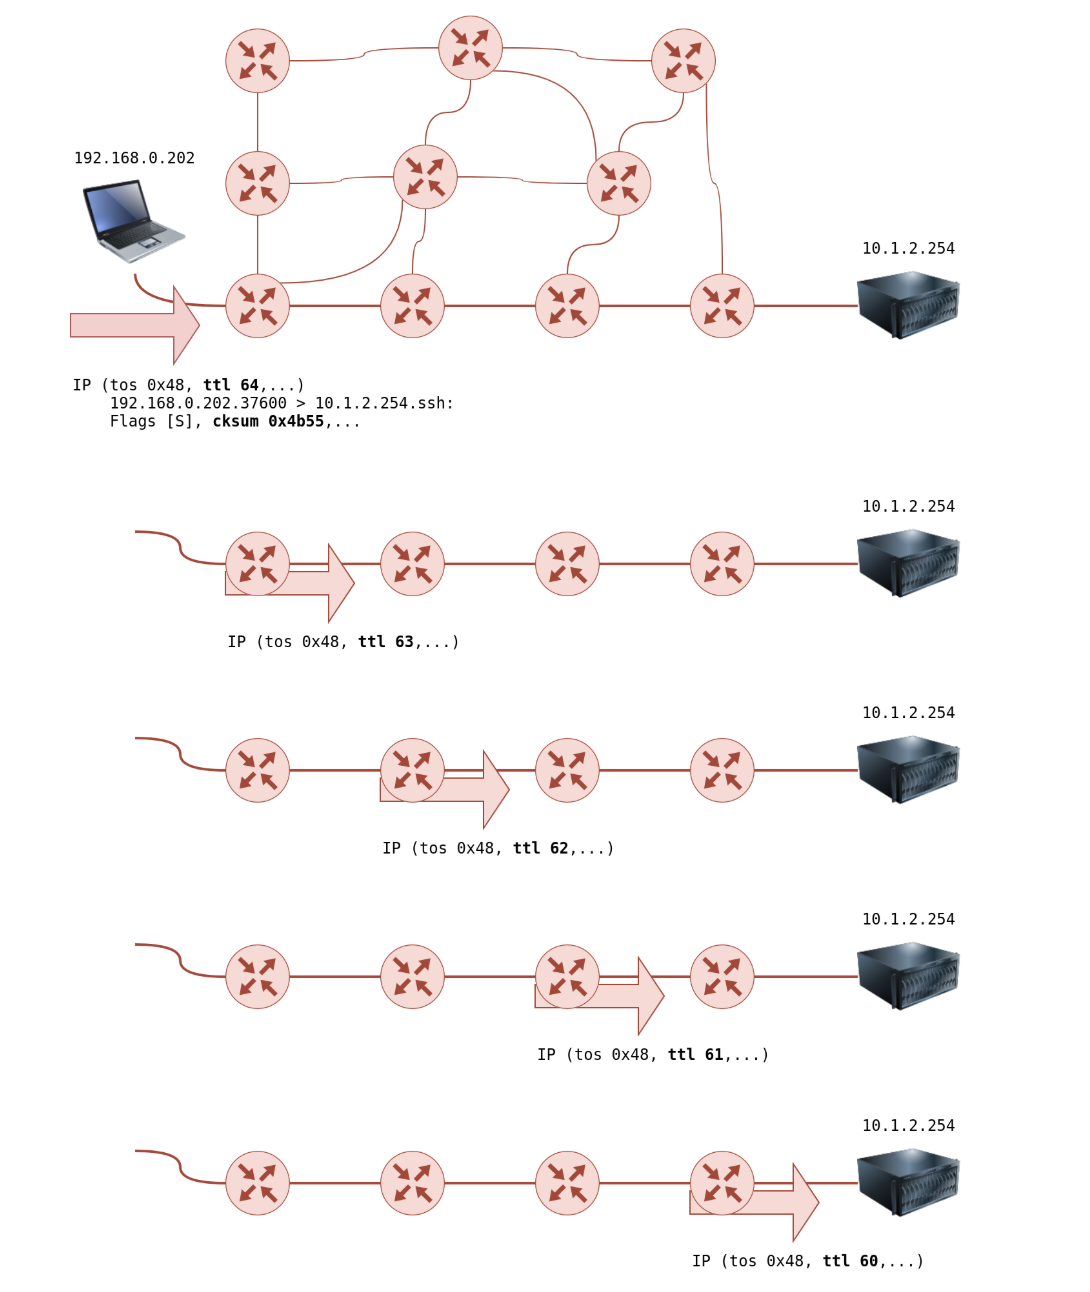 192.168.0.202
10.1.2.254
IP (tos 0x48, ttl 64,...)
192.168.0.202.37600 > 10.1.2.254.ssh:
Flags [S], cksum 0x4b55,...
10.1.2.254
IP (tos 0x48, ttl 63,...)
10.1.2.254
IP (tos 0x48, ttl 62,...)
10.1.2.254
IP (tos 0x48, ttl 61,...)
10.1.2.254
IP (tos 0x48, ttl 60,...)